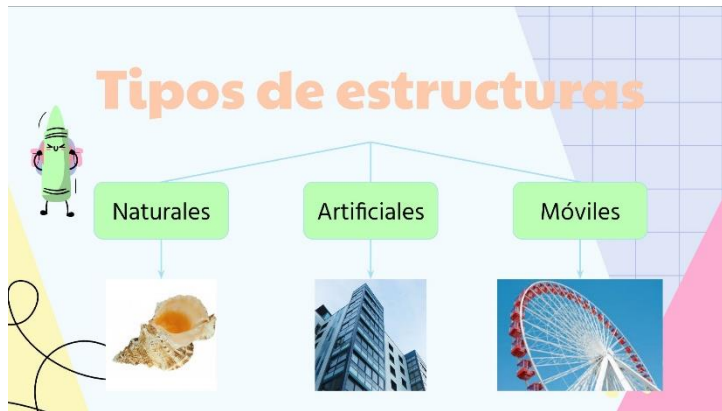 Tipos de estructuras
Naturales
Artificiales
Móviles